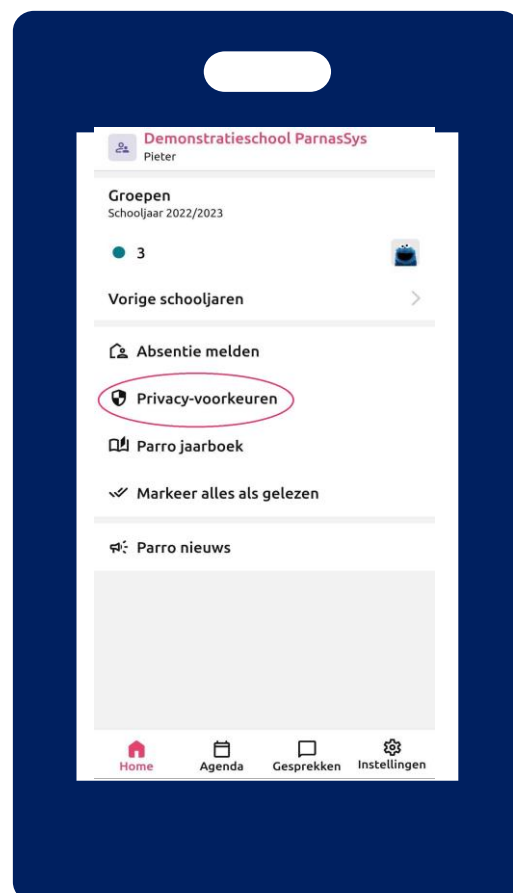 Demonstratieschool ParnasSys
Pieter
Groepen
Schooljaar 2022/2023
3
Vorige schooljaren
Absentie melden
Privacy-voorkeuren
Parro jaarboek
Markeer alles als gelezen
Parro nieuws
Home Agenda Gesprekken Instellingen